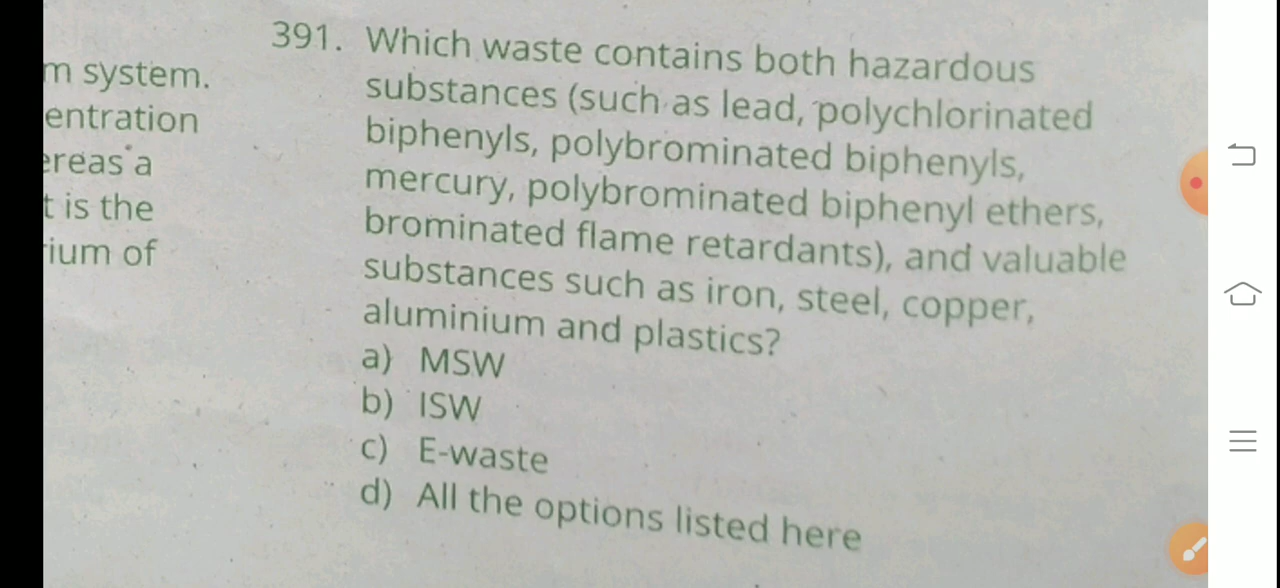 m system.
entration
ereas a
t is the
rium of
391. Which waste contains both hazardous
substances (such as lead, polychlorinated
biphenyls, polybrominated biphenyls,
mercury, polybrominated biphenyl ethers,
brominated flame retardants), and valuable
substances such as iron, steel, copper,
aluminium and plastics?
a) MSW
b) ISW
c) E-waste
d) All the options listed here